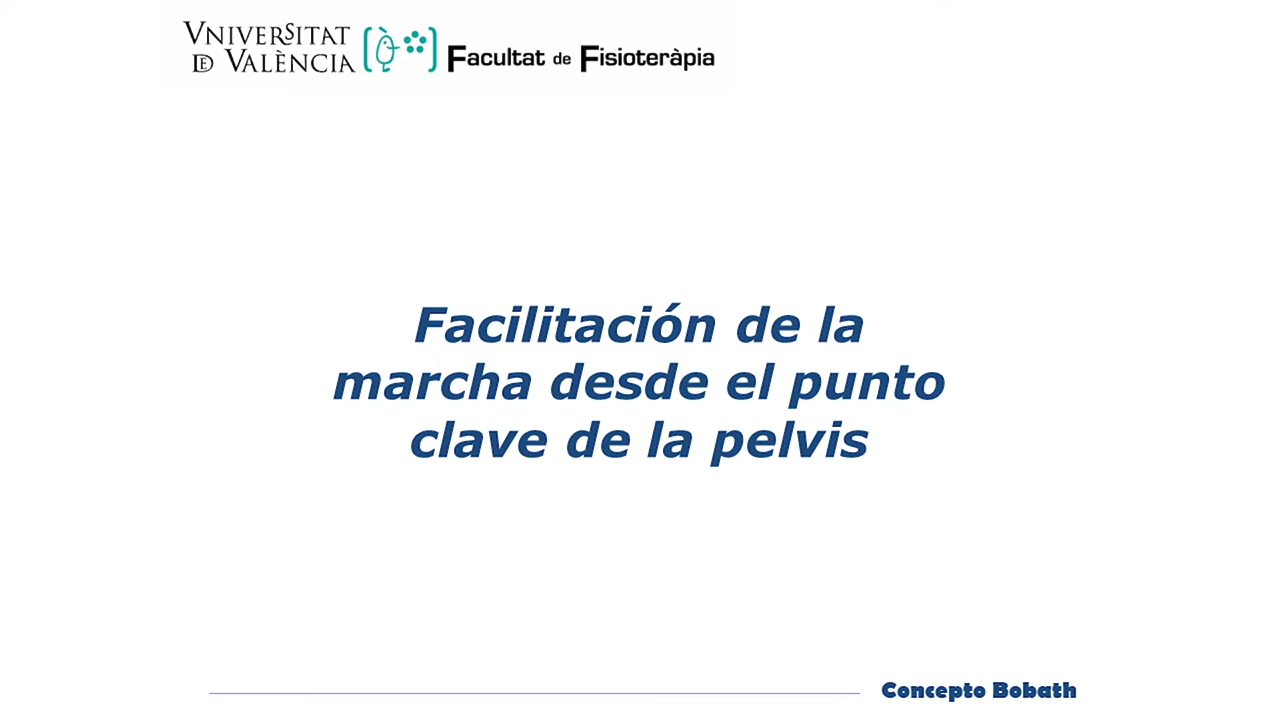 VNIVERSITAT
DE VALÈNCIA
Facultat de Fisioteràpia
Facilitación de la
marcha desde el punto
clave de la pelvis
Concepto Bobath